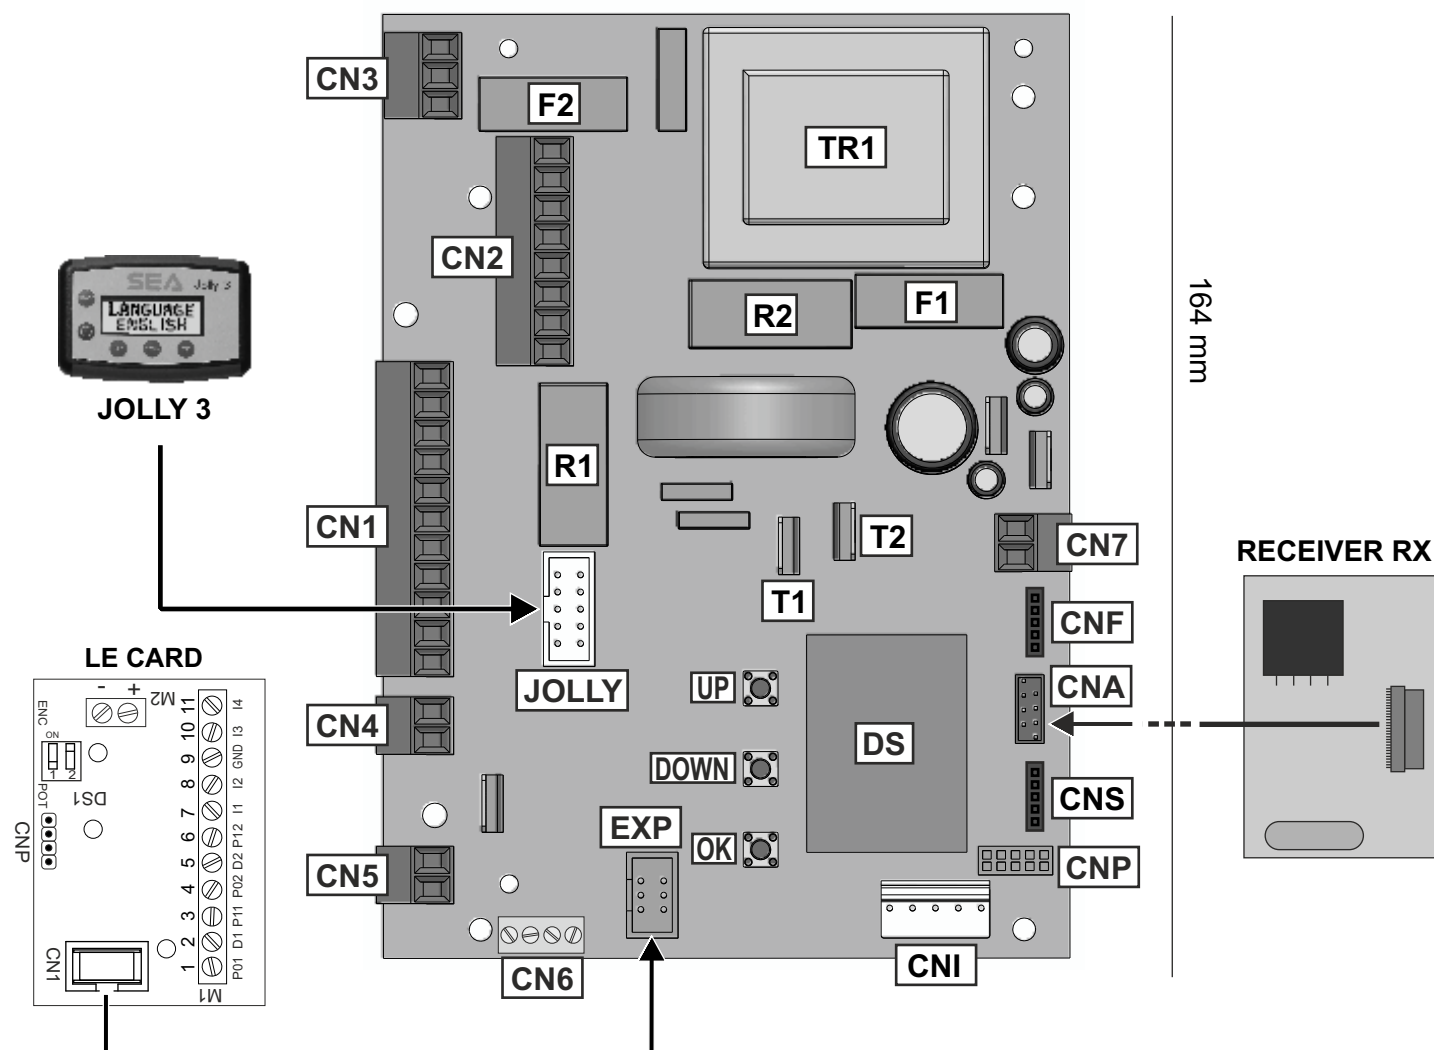 CN3
F2
TR1
CN2
SEA Jolly 3
LANGUAGE
ENGLISH
JOLLY 3
R2
F1
164 mm
R1
CN1
T2
CN7
T1
RECEIVER RX
CNF
LE CARD
JOLLY
UP
CNA
CN4
DS
DOWN
CNS
EXP
OK
CN5
CNP
CN6
CNI
- +
M2
ENC
ON
1 2
DS1
POT
CNP
CN1
11 I4
10 I3
9 GND
8 I2
7 I1
6 P12
5 D2
4 P02
3 P11
2 D1
1 P01
M1